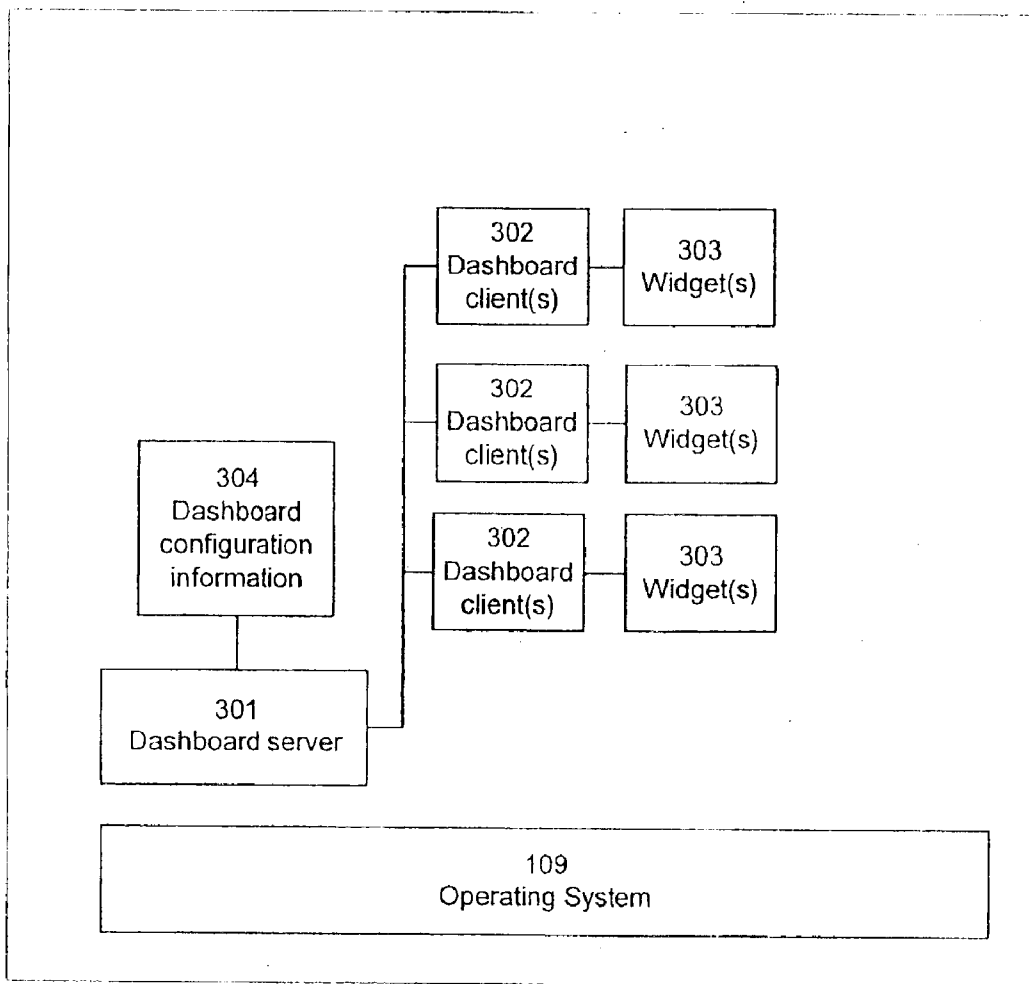 302
Dashboard
client(s)
303
Widget(s)
302
Dashboard
client(s)
303
Widget(s)
304
Dashboard
configuration
information
302
Dashboard
client(s)
303
Widget(s)
301
Dashboard server
109
Operating System